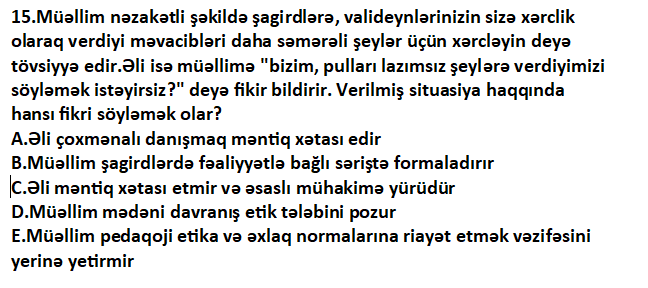 15.Müəllim nəzakətli şəkildə şagirdlərə, valideynlərinizin sizə xərclik
olaraq verdiyi məvacibləri daha səmərəli şeylər üçün xərcləyin deyə
tövsiyyə edir.Əli isə müəllimə "bizim, pulları lazımsız şeylərə verdiyimizi
söyləmək istəyirsiz?" deyə fikir bildirir. Verilmiş situasiya haqqında
hansı fikri söyləmək olar?
A.Əli çoxmənalı danışmaq məntiq xətası edir
B.Müəllim şagirdlərdə fəaliyyətlə bağlı səriştə formaladırır
C.Əli məntiq xətası etmir və əsaslı mühakimə yürüdür
D.Müəllim mədəni davranış etik tələbini pozur
E.Müəllim pedaqoji etika və əxlaq normalarına riayət etmək vəzifəsini
yerinə yetirmir